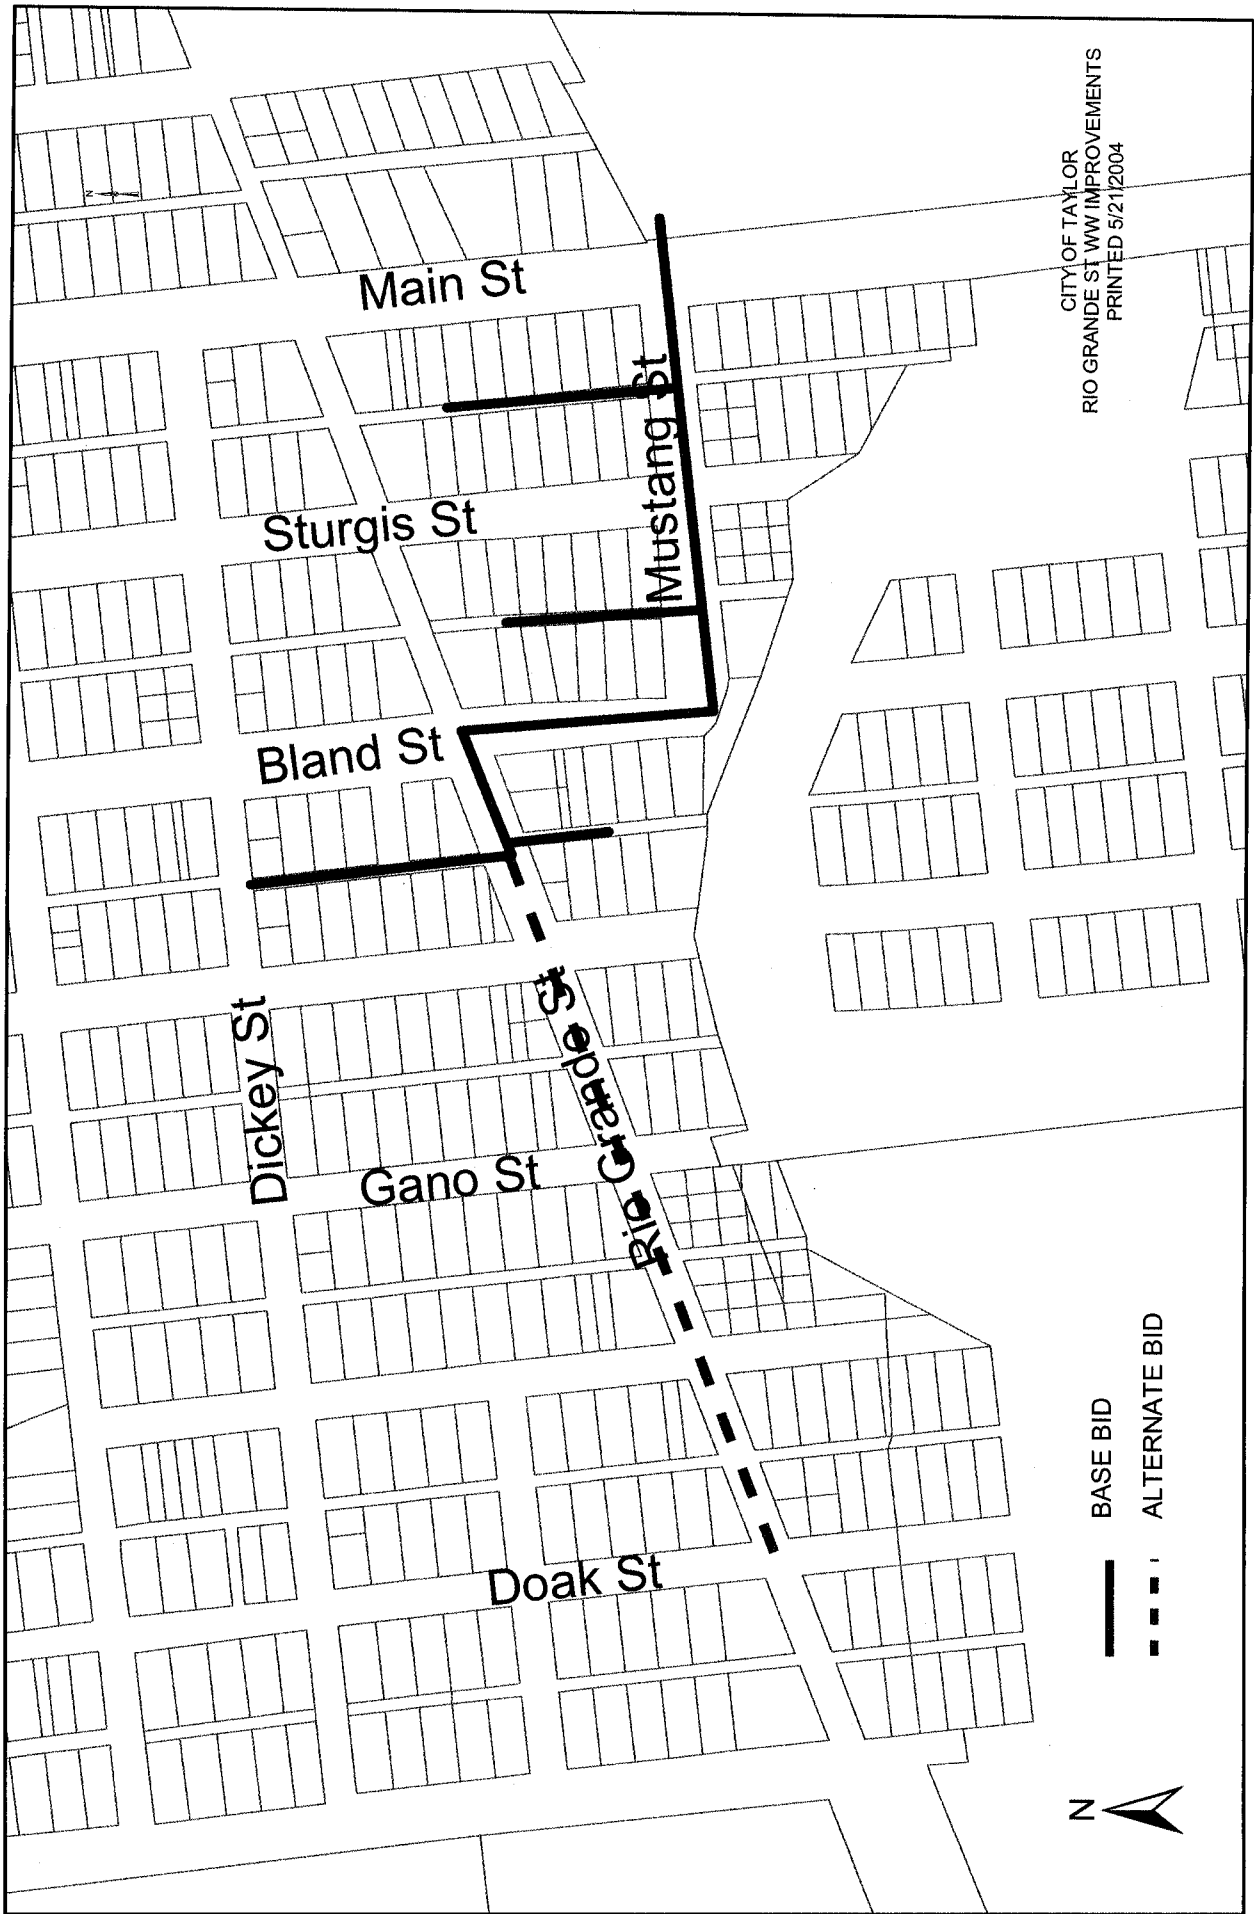 Main St
Sturgis St
Mustang St
Bland St
Dickey St
Gano St
Rio Grande St
Doak St
CITY OF TAYLOR
RIO GRANDE ST WW IMPROVEMENTS
PRINTED 5/21/2004
BASE BID
ALTERNATE BID
N
N